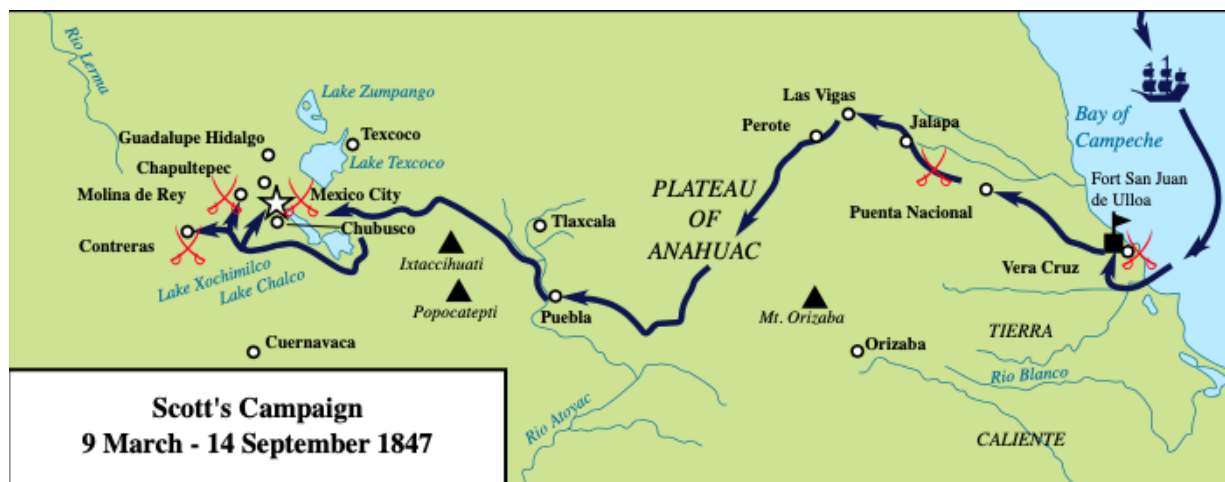 Rio Lerma
Lake Zumpango
Guadalupe Hidalgo
Texcoco
Chapultepec
Lake Texcoco
Molina de Rey
Mexico City
Contreras
Chubusco
Lake Xochimilco
Lake Chalco
Ixtaccihuati
Popocatepti
Tlaxcala
Puebla
Cuernavaca
Rio Atoyac
PLATEAU
OF
ANAHUAC
Las Vigas
Perote
Jalapa
Puenta Nacional
Mt. Orizaba
Orizaba
Bay of
Campeche
Fort San Juan
de Ulloa
Vera Cruz
TIERRA
Rio Blanco
CALIENTE
Scott's Campaign
9 March - 14 September 1847